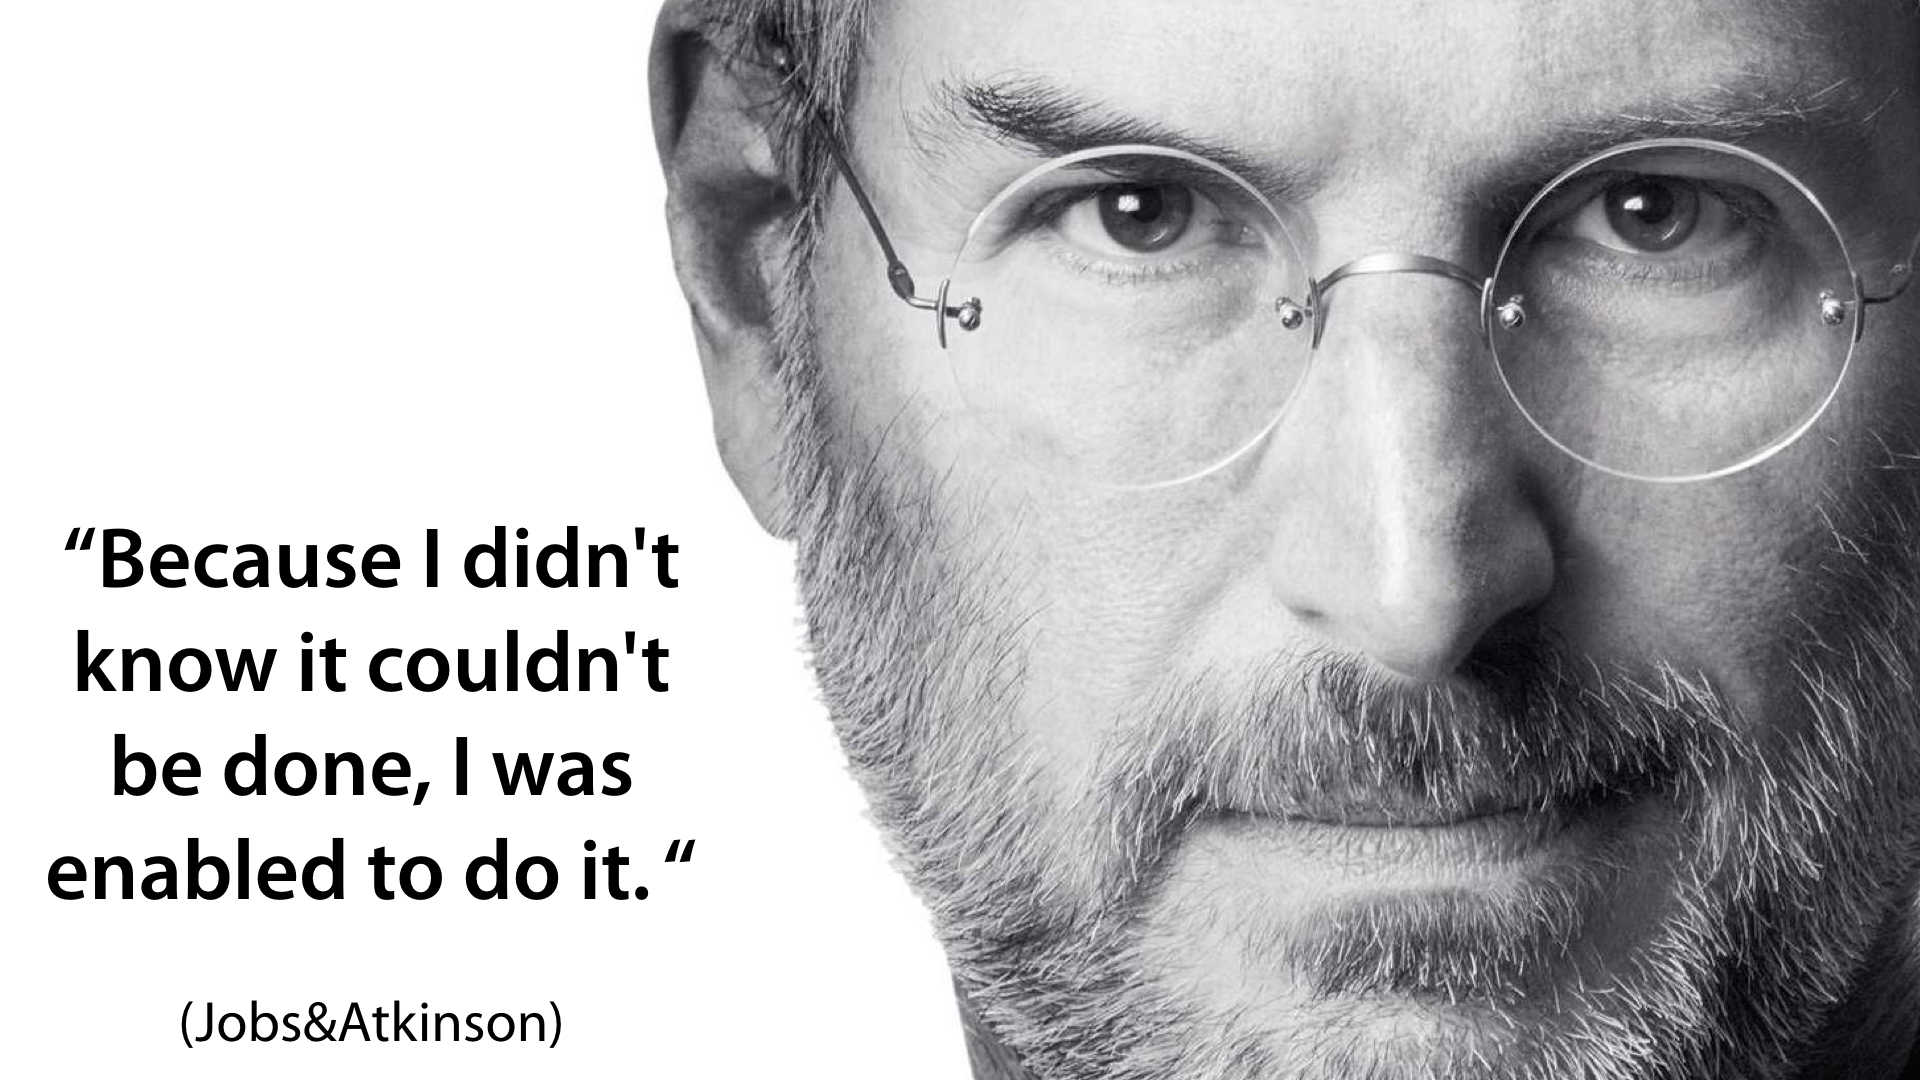 “Because I didn't
know it couldn't
be done, I was
enabled to do it. “
(Jobs&Atkinson)